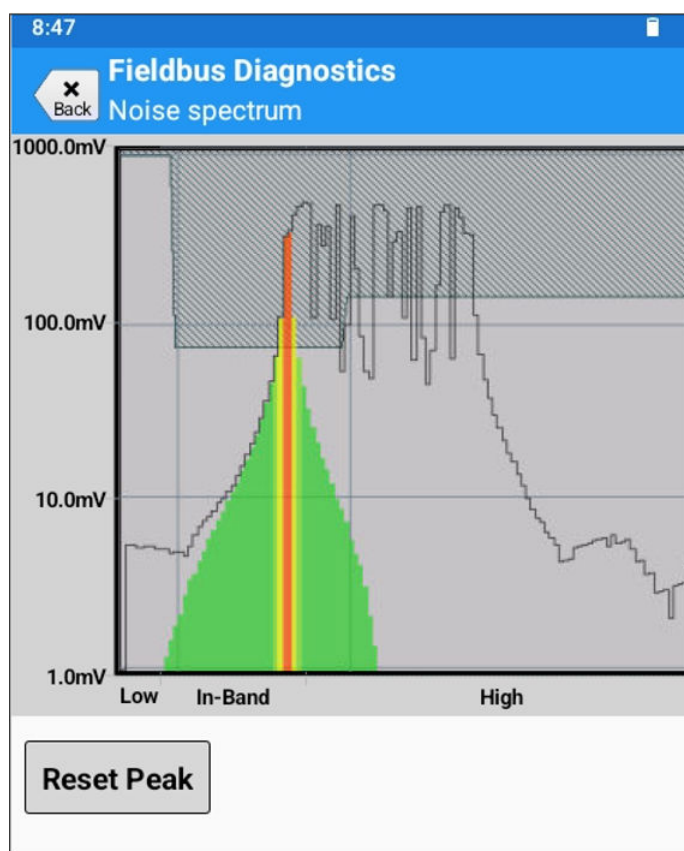 8:47
Fieldbus Diagnostics
Back
Noise spectrum
1000.0mV
100.0mV
10.0mV
1.0mV
Low In-Band High
Reset Peak